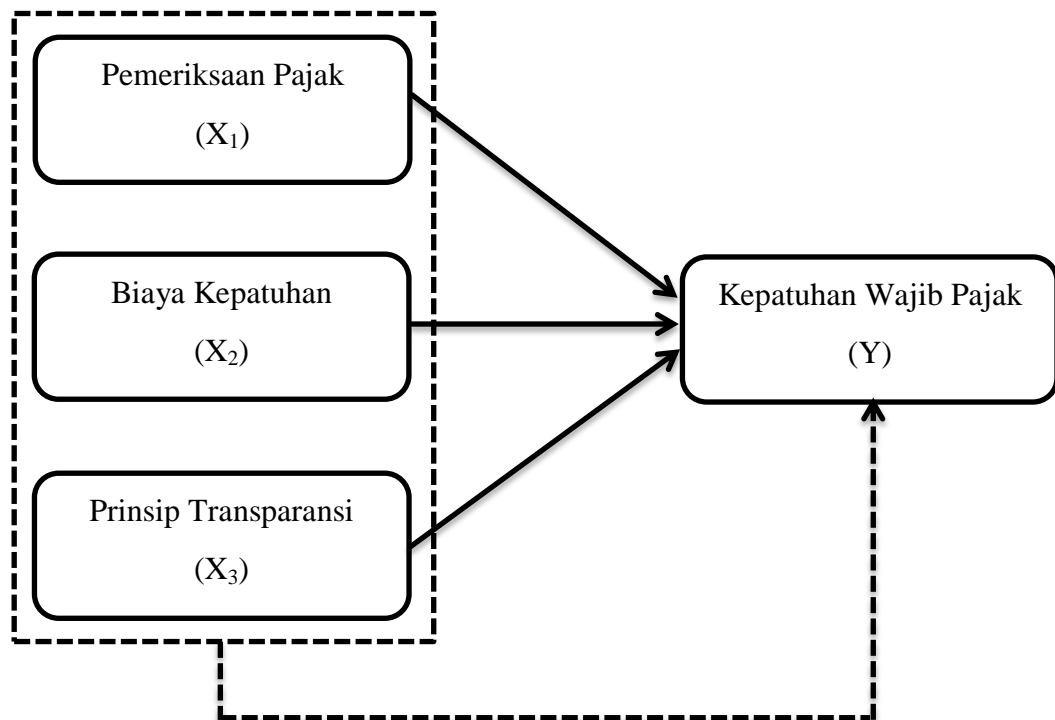 Pemeriksaan Pajak
(X₁)
Biaya Kepatuhan
(X₂)
Prinsip Transparansi
(X₃)
Kepatuhan Wajib Pajak
(Y)